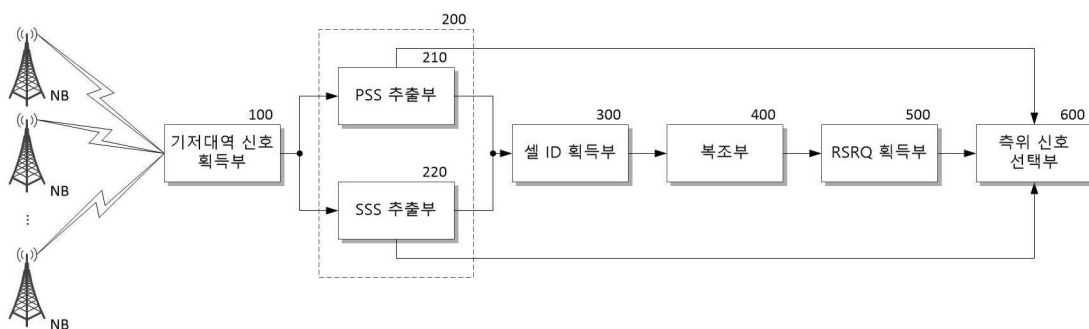 200
210
PSS 추출부
NB
100
기저대역 신호
획득부
300
셀 ID 획득부
400
복조부
500
RSRQ 획득부
600
측위 신호
선택부
NB
220
SSS 추출부
...
NB